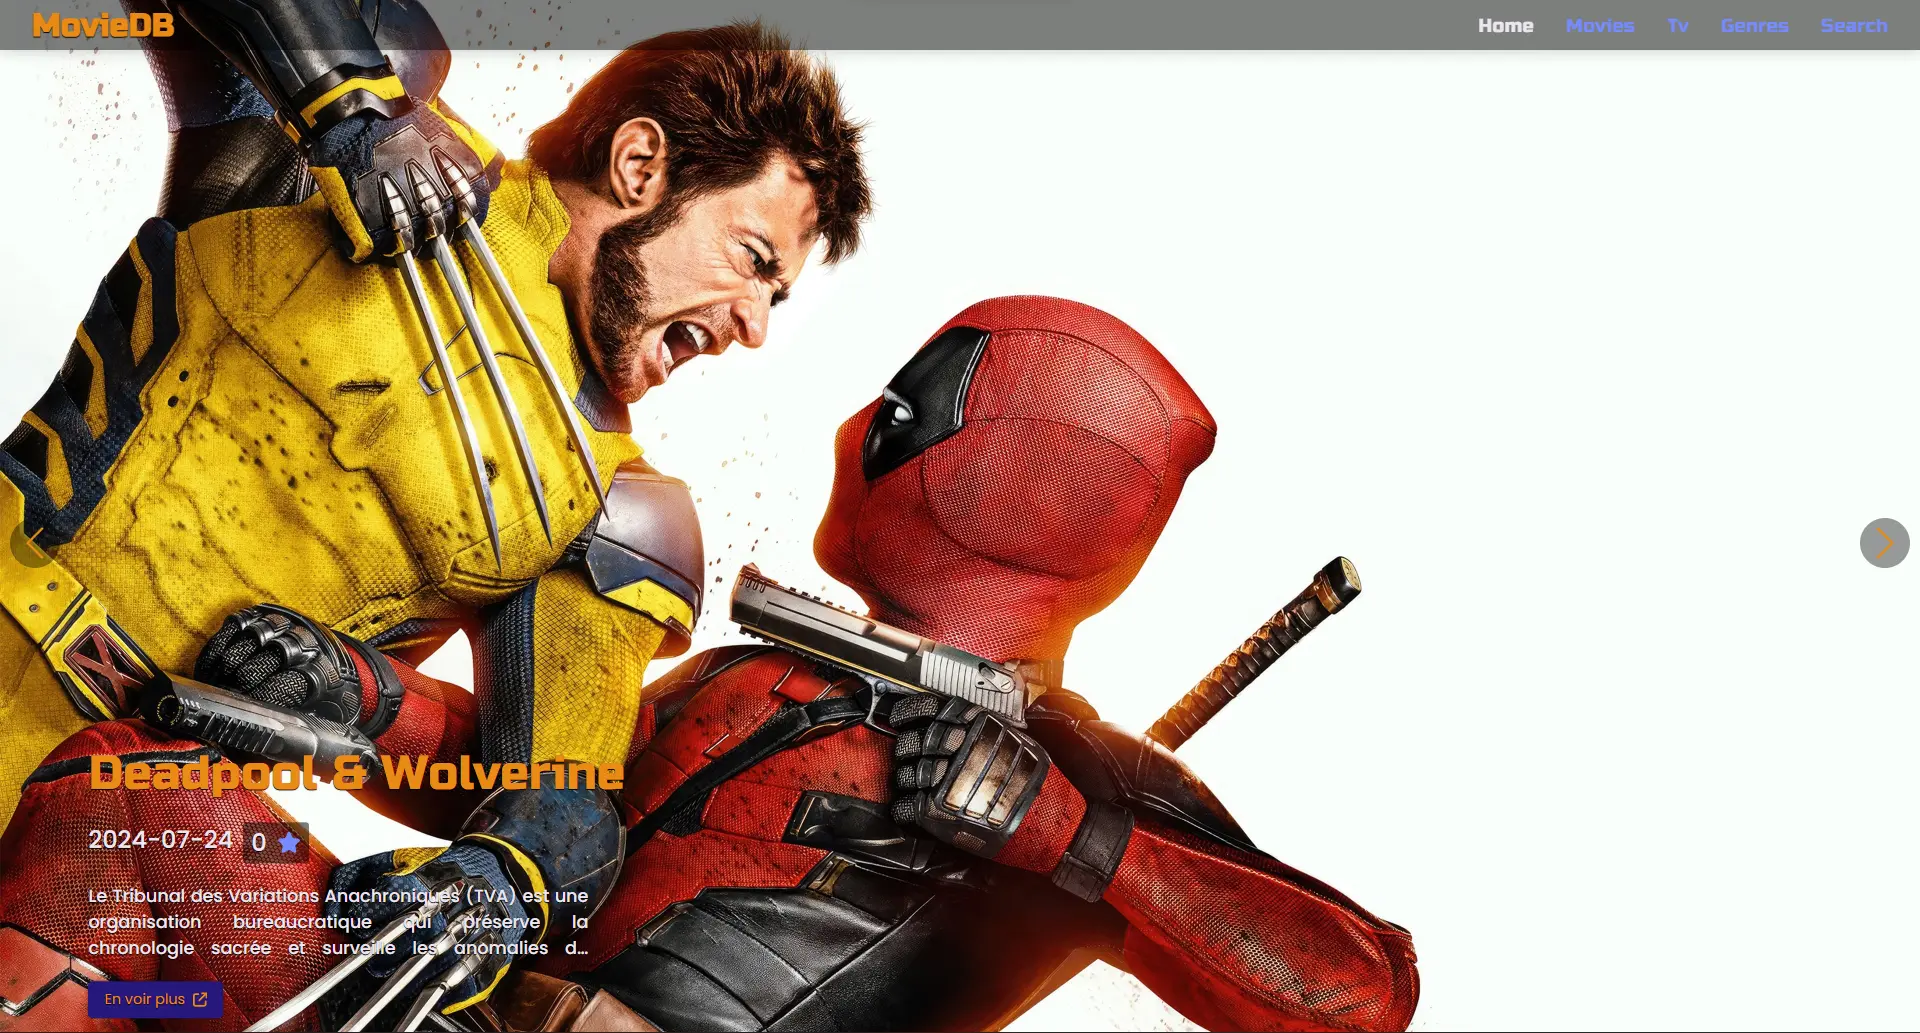 MovieDB
Home Movies Tv Genres Search
Deadpool & Wolverine
2024-07-24 0
Le Tribunal des Variations Anachroniques (TVA) est une
organisation bureaucratique qui préserve la
chronologie sacrée et surveille les anomalies d...
En voir plus